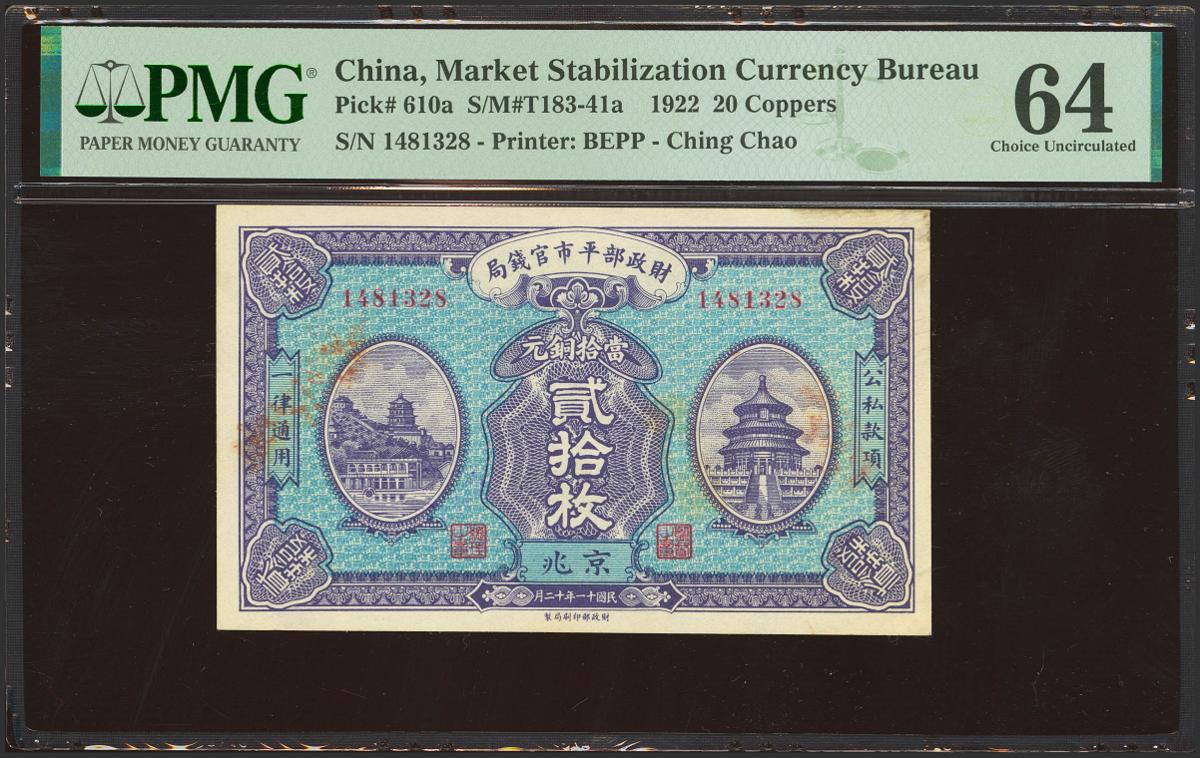 PMG®
PAPER MONEY GUARANTY
China, Market Stabilization Currency Bureau
Pick# 610a S/M#T183-41a 1922 20 Coppers
S/N 1481328 - Printer: BEPP - Ching Chao
64
Choice Uncirculated
財政部平市官錢局
1481328
1481328
當拾銅元
貳拾枚
公私款項
一律通用
京兆
民國十一年十二月
財政部印刷局製